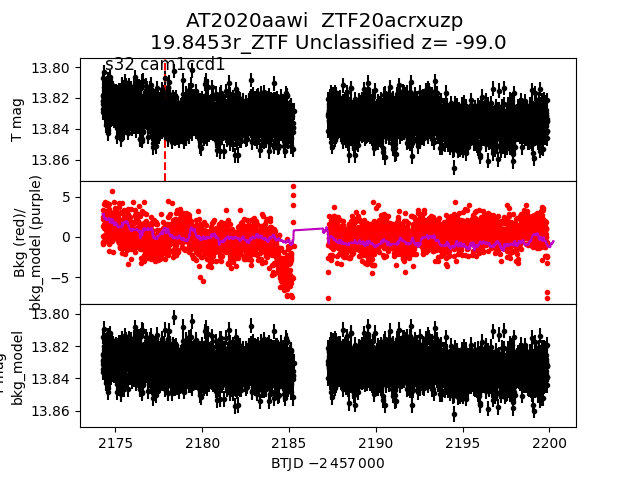 AT2020aawi  ZTF20acrxuzp
19.8453r_ZTF Unclassified z= -99.0
s32 cam1ccd1
T mag
13.80
13.82
13.84
13.86
Bkg (red)/
bkg_model (purple)
5
0
−5
bkg_model
13.80
13.82
13.84
13.86
2175
2180
2185
2190
2195
2200
BTJD −2 457 000